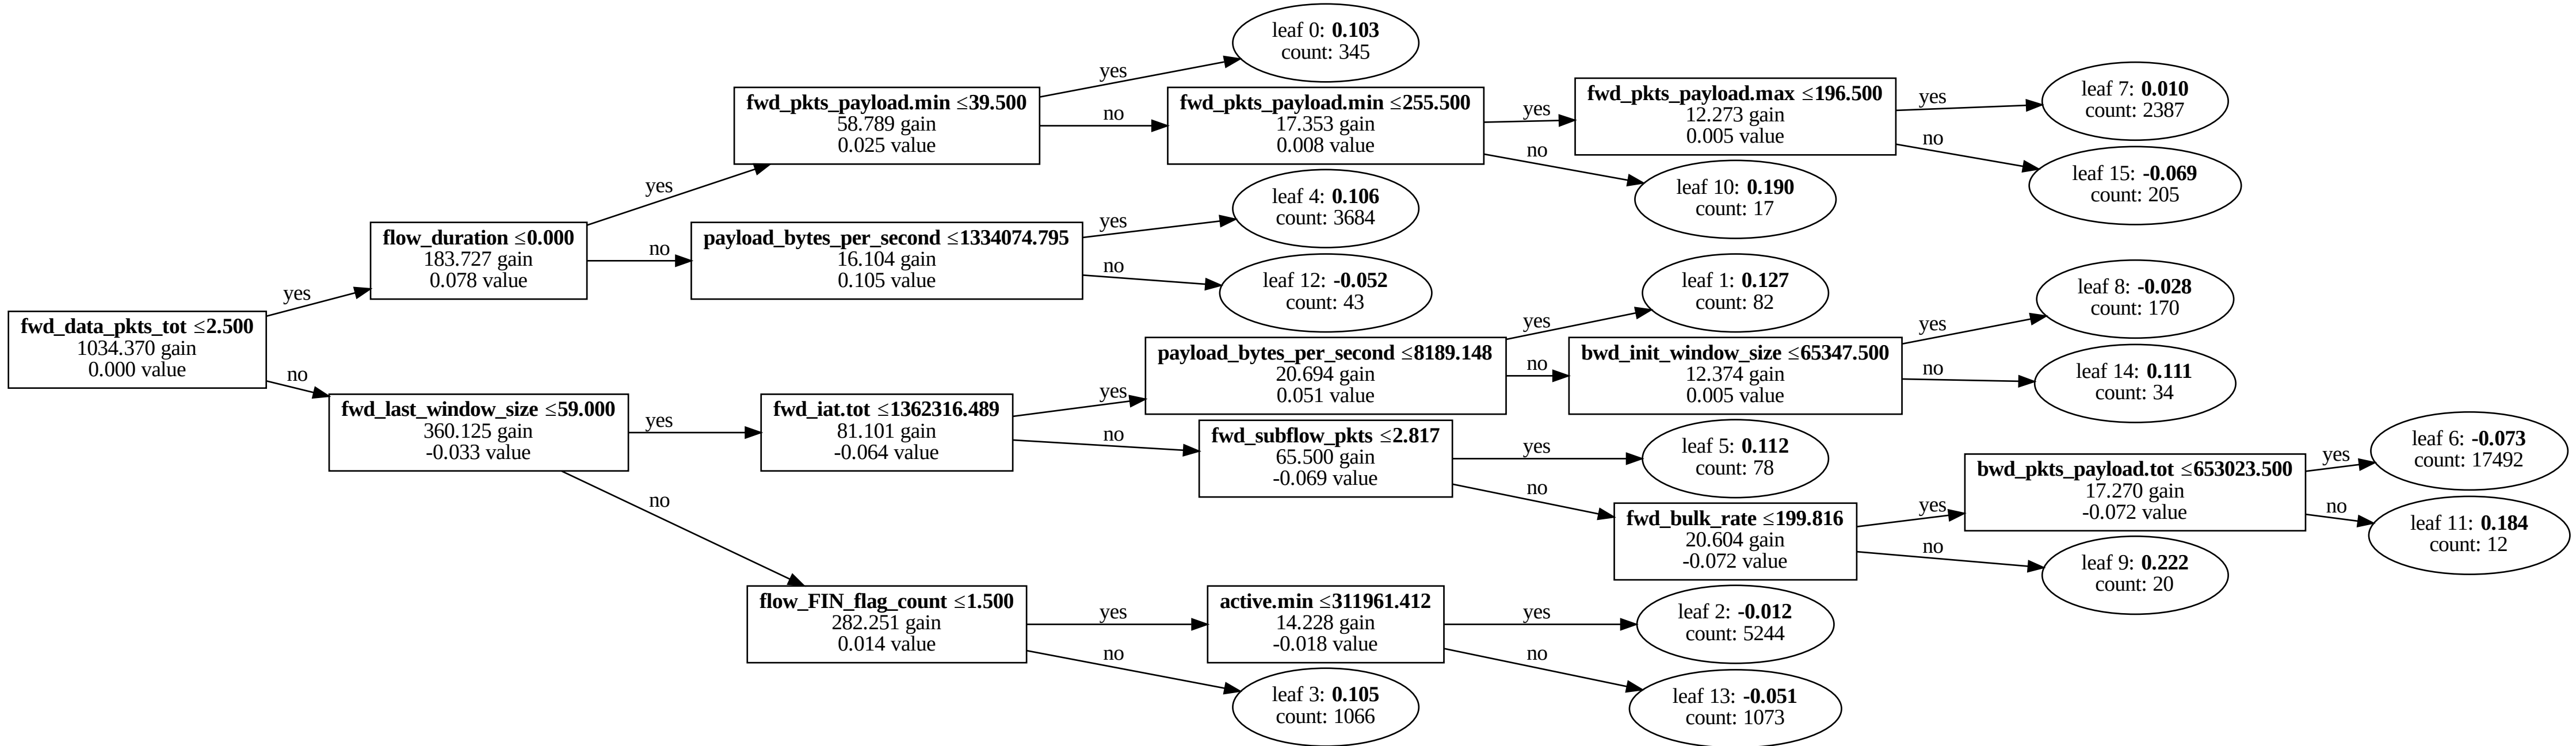 fwd_data_pkts_tot ≤2.500
1034.370 gain
0.000 value
yes
no
flow_duration ≤0.000
183.727 gain
0.078 value
yes
no
fwd_last_window_size ≤59.000
360.125 gain
-0.033 value
yes
no
fwd_pkts_payload.min ≤39.500
58.789 gain
0.025 value
yes
no
payload_bytes_per_second ≤1334074.795
16.104 gain
0.105 value
yes
no
fwd_iat.tot ≤1362316.489
81.101 gain
-0.064 value
yes
no
flow_FIN_flag_count ≤1.500
282.251 gain
0.014 value
yes
no
leaf 0: 0.103
count: 345
fwd_pkts_payload.min ≤255.500
17.353 gain
0.008 value
yes
no
leaf 4: 0.106
count: 3684
leaf 12: -0.052
count: 43
payload_bytes_per_second ≤8189.148
20.694 gain
0.051 value
yes
no
fwd_subflow_pkts ≤2.817
65.500 gain
-0.069 value
yes
no
active.min ≤311961.412
14.228 gain
-0.018 value
yes
no
leaf 3: 0.105
count: 1066
fwd_pkts_payload.max ≤196.500
12.273 gain
0.005 value
yes
no
leaf 10: 0.190
count: 17
leaf 1: 0.127
count: 82
bwd_init_window_size ≤65347.500
12.374 gain
0.005 value
yes
no
leaf 5: 0.112
count: 78
fwd_bulk_rate ≤199.816
20.604 gain
-0.072 value
yes
no
leaf 2: -0.012
count: 5244
leaf 13: -0.051
count: 1073
leaf 7: 0.010
count: 2387
leaf 15: -0.069
count: 205
leaf 8: -0.028
count: 170
leaf 14: 0.111
count: 34
bwd_pkts_payload.tot ≤653023.500
17.270 gain
-0.072 value
yes
no
leaf 9: 0.222
count: 20
leaf 6: -0.073
count: 17492
leaf 11: 0.184
count: 12